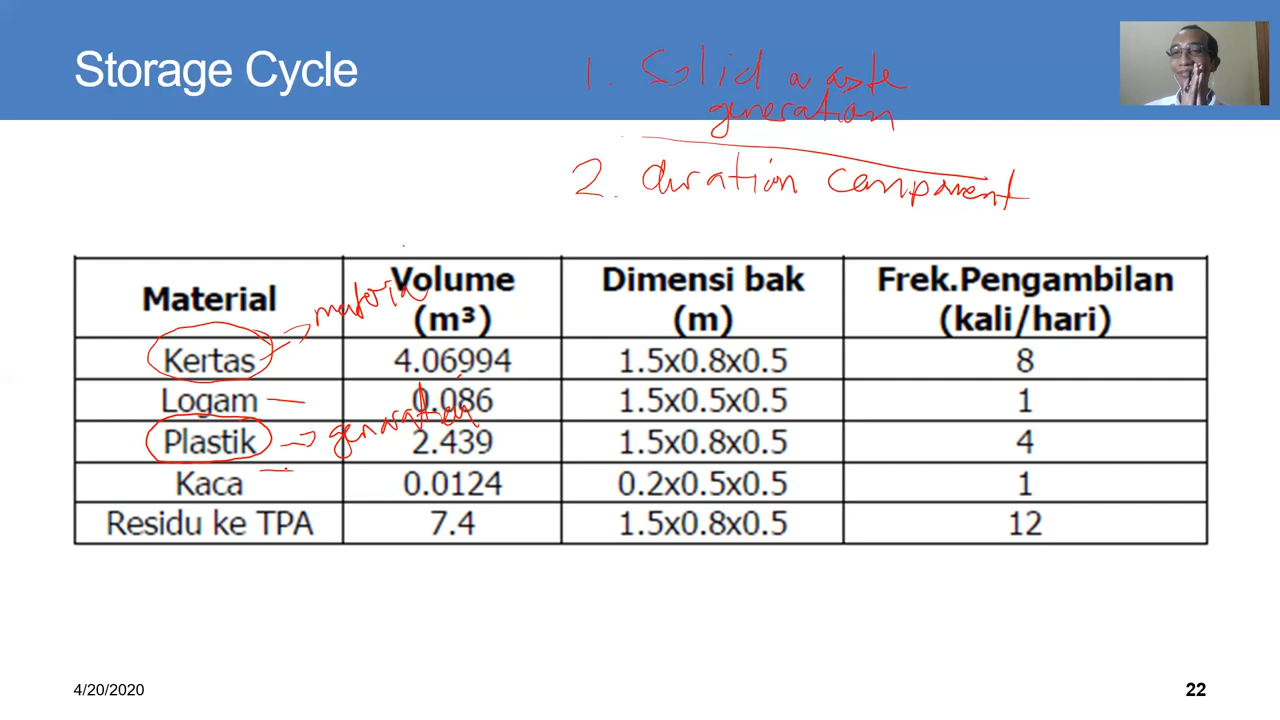 Storage Cycle
1. Solid waste
generation
2. duration component
Material Volume (m³) Dimensi bak (m) Frek.Pengambilan (kali/hari)
Kertas 4.06994 1.5x0.8x0.5 8
material
Logam 0.086 1.5x0.5x0.5 1
Plastik 2.439 1.5x0.8x0.5 4
generation
Kaca 0.0124 0.2x0.5x0.5 1
Residu ke TPA 7.4 1.5x0.8x0.5 12
4/20/2020
22